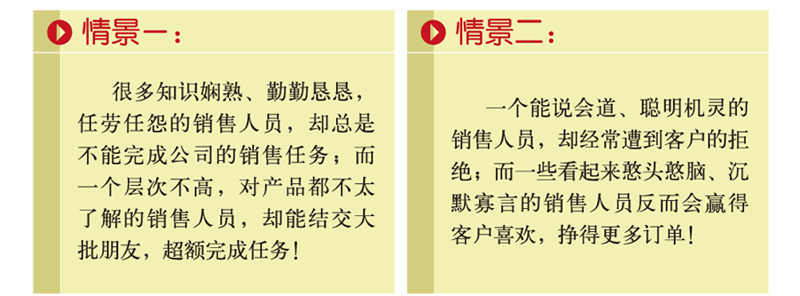 情景一：
很多知识娴熟、勤勤恳恳，
任劳任怨的销售人员，却总是
不能完成公司的销售任务；而
一个层次不高，对产品都不太
了解的销售人员，却能结交大
批朋友，超额完成任务！
情景二：
一个能说会道、聪明机灵的
销售人员，却经常遭到客户的拒
绝；而一些看起来憨头憨脑、沉
默寡言的销售人员反而会赢得
客户喜欢，挣得更多订单！